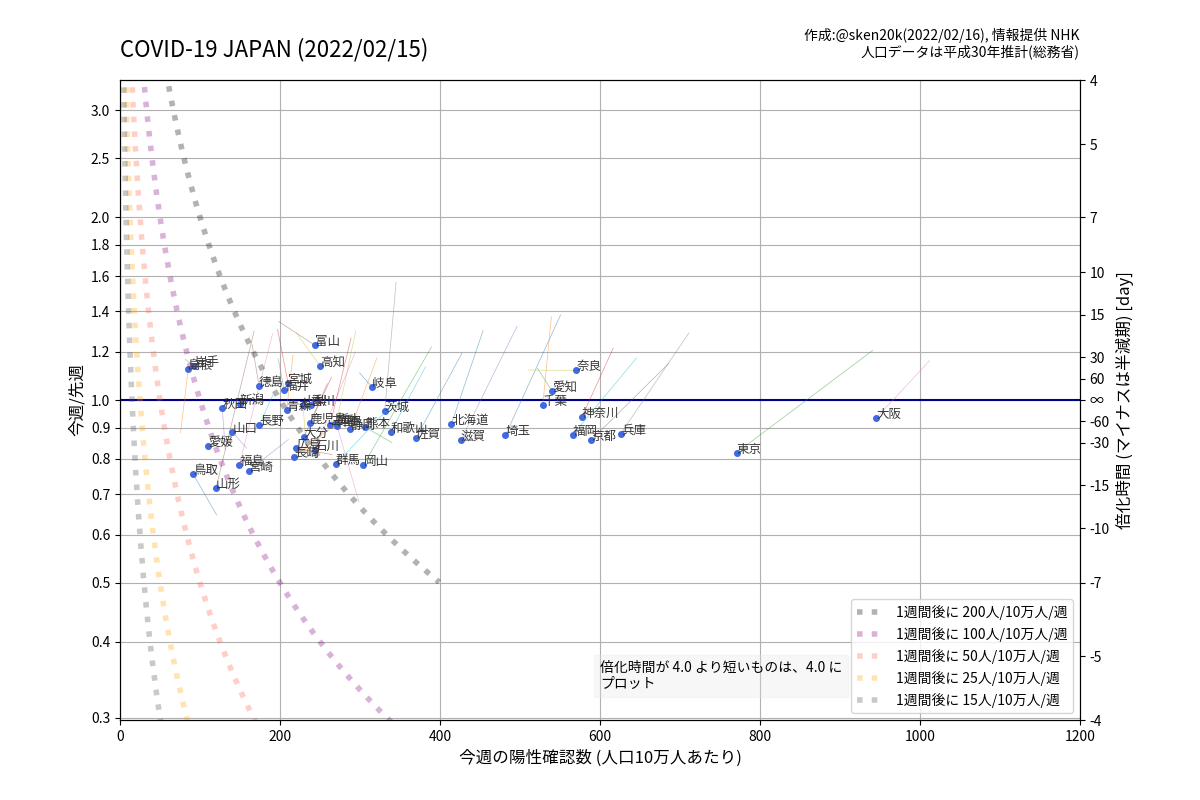 COVID-19 JAPAN (2022/02/15)
作成:@sken20k(2022/02/16), 情報提供 NHK
人口データは平成30年推計(総務省)
今週/先週
3.0
2.5
2.0
1.8
1.6
1.4
1.2
1.0
0.9
0.8
0.7
0.6
0.5
0.4
0.3
4
5
7
10
15
30
60
∞
-60
-30
-15
-10
-7
-5
-4
倍化時間 (マイナスは半減期) [day]
富山
高知
岩手
島根
奈良
徳島
宮城
福井
岐阜
愛知
秋田
新潟
青森
千葉
茨城
神奈川
大阪
長野
山口
鹿児島
熊本
和歌山
北海道
佐賀
滋賀
埼玉
福岡
京都
兵庫
東京
愛媛
大分
広島
石川
長崎
鳥取
福島
宮崎
群馬
岡山
山形
倍化時間が 4.0 より短いものは、4.0 に
プロット
1週間後に 200人/10万人/週
1週間後に 100人/10万人/週
1週間後に 50人/10万人/週
1週間後に 25人/10万人/週
1週間後に 15人/10万人/週
0
200
400
600
800
1000
1200
今週の陽性確認数 (人口10万人あたり)